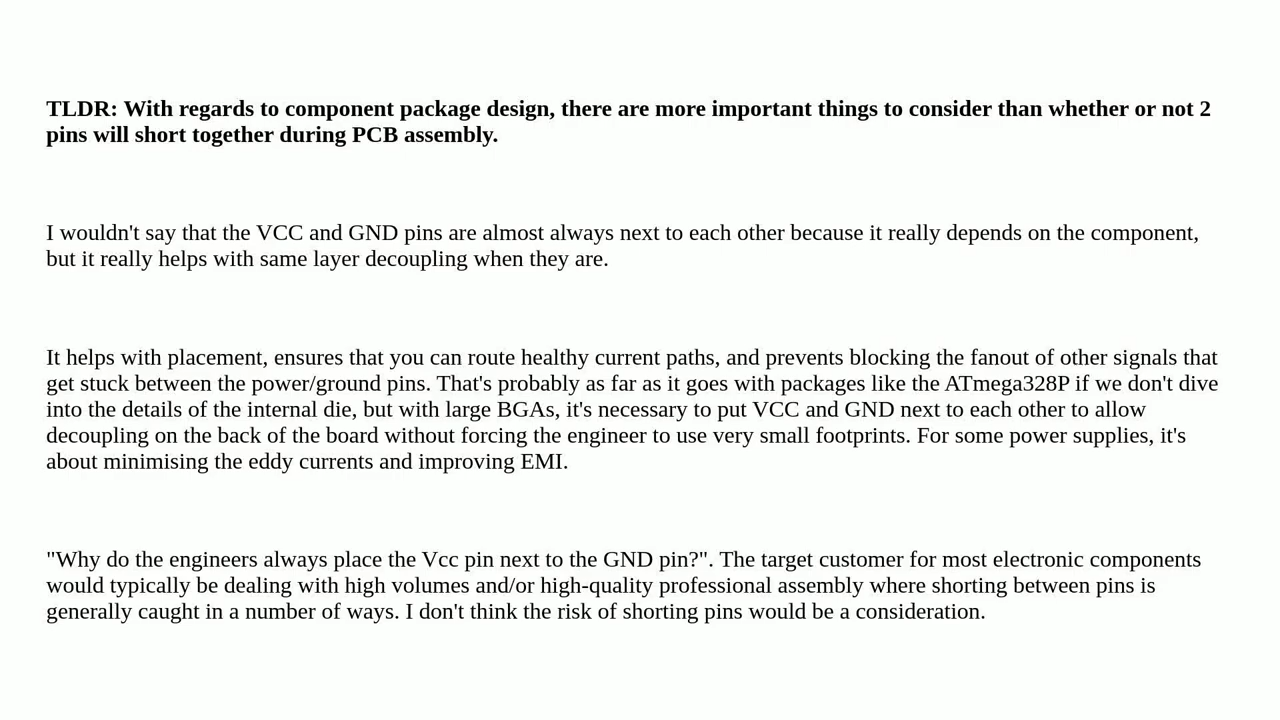 TLDR: With regards to component package design, there are more important things to consider than whether or not 2
pins will short together during PCB assembly.
I wouldn't say that the VCC and GND pins are almost always next to each other because it really depends on the component,
but it really helps with same layer decoupling when they are.
It helps with placement, ensures that you can route healthy current paths, and prevents blocking the fanout of other signals that
get stuck between the power/ground pins. That's probably as far as it goes with packages like the ATmega328P if we don't dive
into the details of the internal die, but with large BGAs, it's necessary to put VCC and GND next to each other to allow
decoupling on the back of the board without forcing the engineer to use very small footprints. For some power supplies, it's
about minimising the eddy currents and improving EMI.
"Why do the engineers always place the Vcc pin next to the GND pin?". The target customer for most electronic components
would typically be dealing with high volumes and/or high-quality professional assembly where shorting between pins is
generally caught in a number of ways. I don't think the risk of shorting pins would be a consideration.